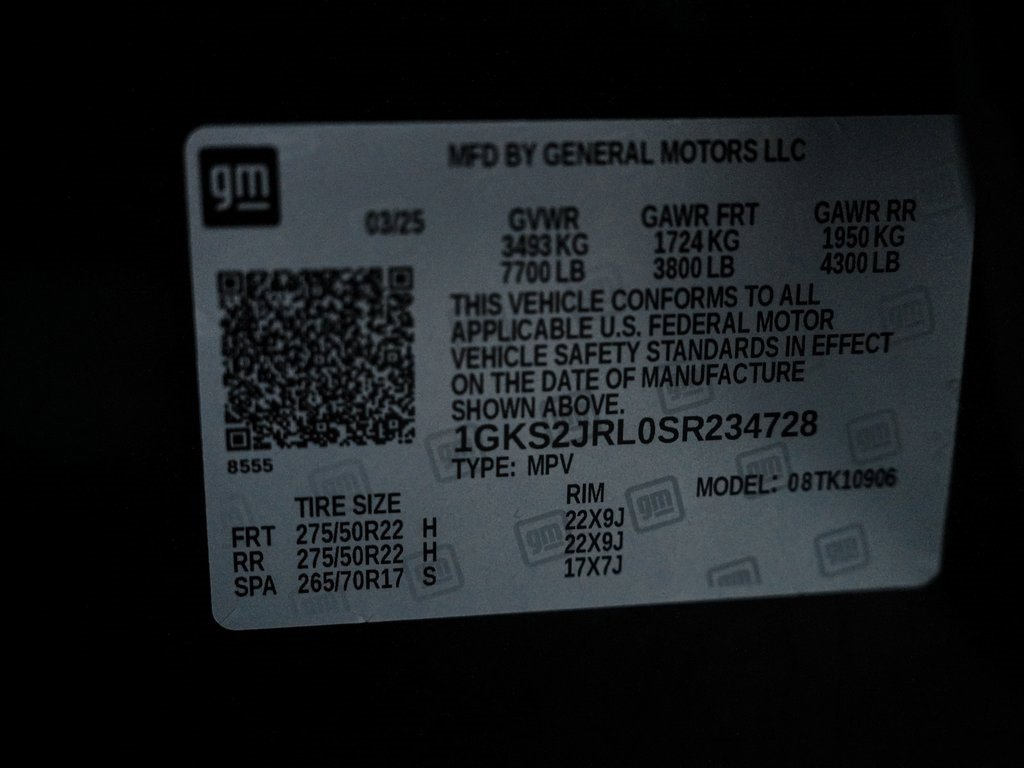 gm
MFD BY GENERAL MOTORS LLC
03/25
GVWR GAWR FRT GAWR RR
3493 KG 1724 KG 1950 KG
7700 LB 3800 LB 4300 LB
THIS VEHICLE CONFORMS TO ALL
APPLICABLE U.S. FEDERAL MOTOR
VEHICLE SAFETY STANDARDS IN EFFECT
ON THE DATE OF MANUFACTURE
SHOWN ABOVE.
1GKS2JRL0SR234728
8555
TYPE: MPV
MODEL: 08TK10906
TIRE SIZE RIM
FRT 275/50R22 H 22X9J
RR 275/50R22 H 22X9J
SPA 265/70R17 S 17X7J